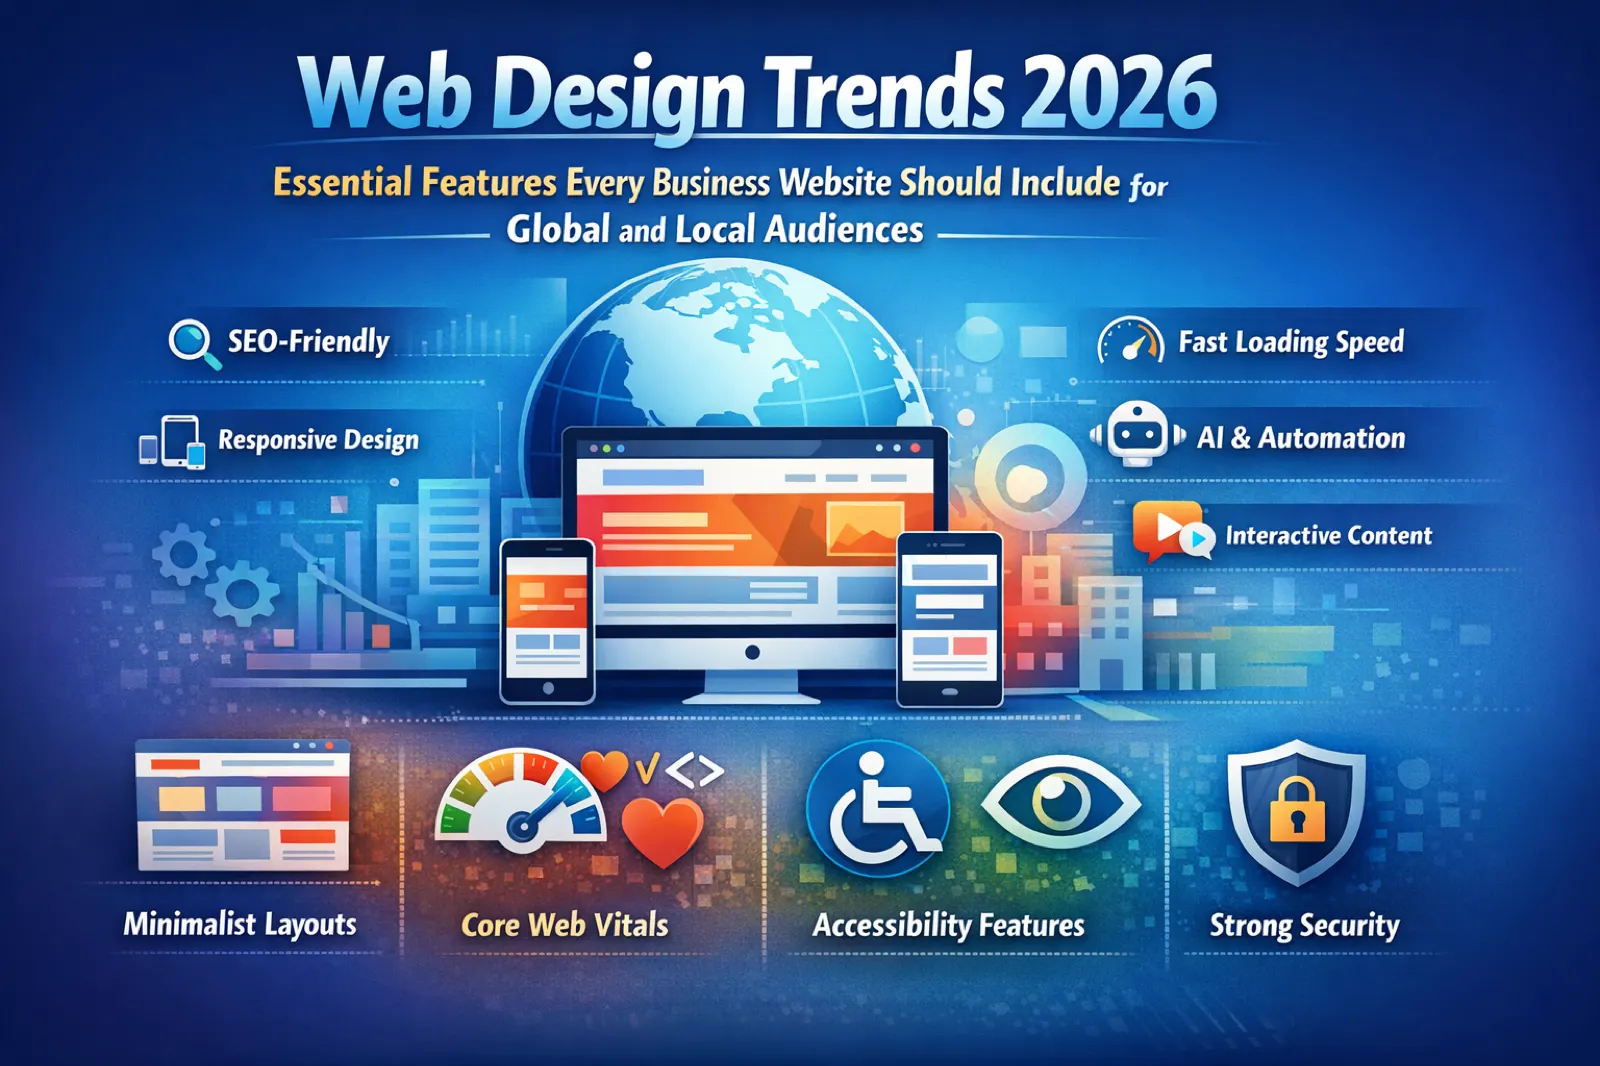 Web Design Trends 2026
Essential Features Every Business Website Should Include for
Global and Local Audiences
SEO-Friendly
Responsive Design
Fast Loading Speed
AI & Automation
Interactive Content
Minimalist Layouts
Core Web Vitals
Accessibility Features
Strong Security